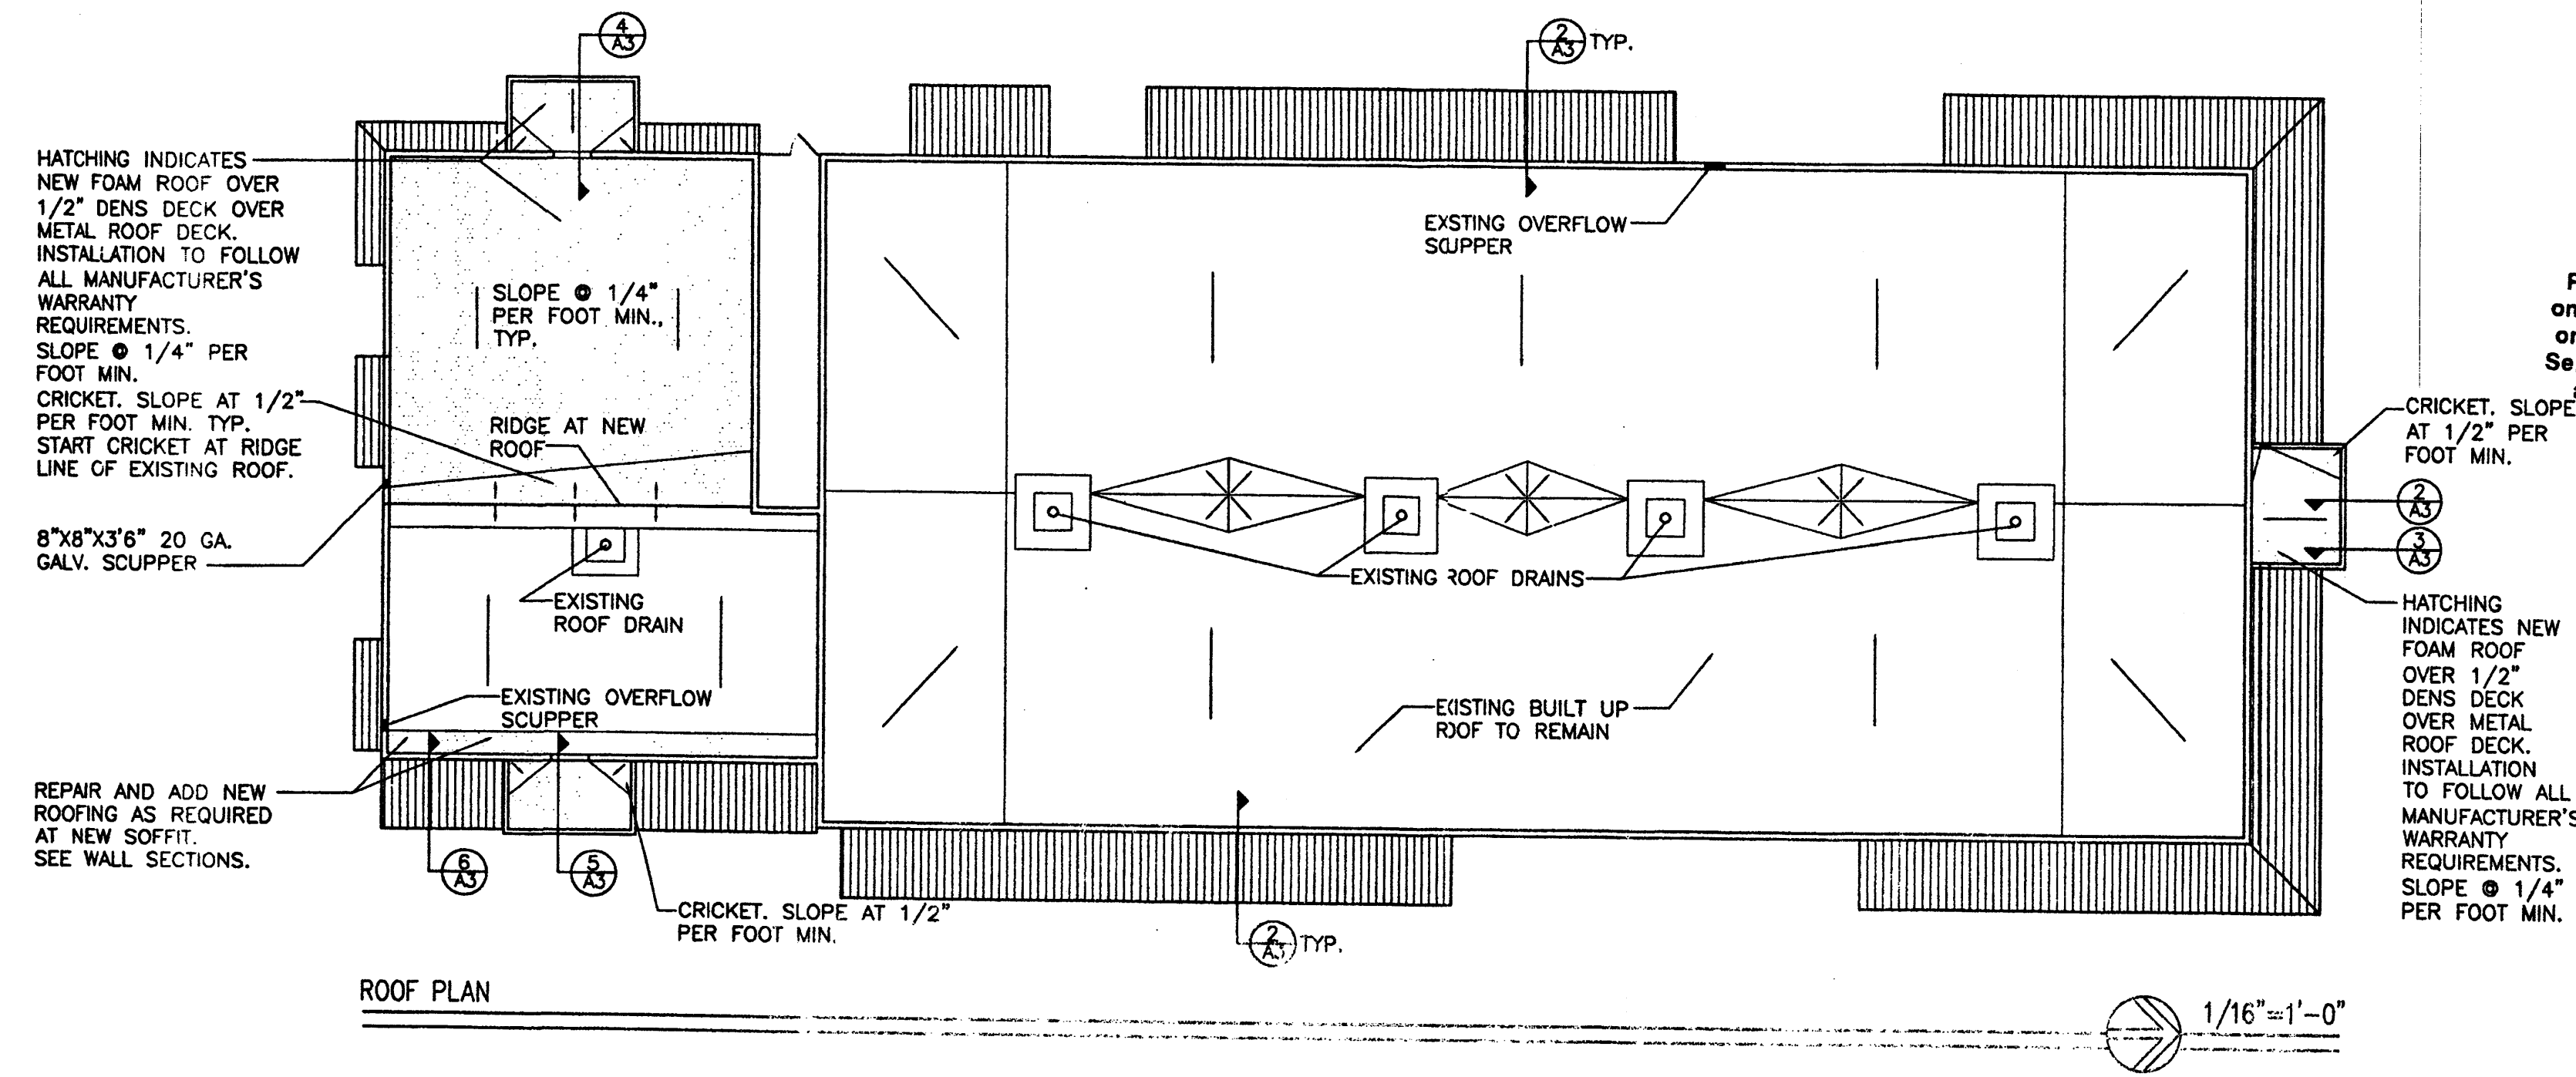 4
A3
2
A3
TYP.
HATCHING INDICATES
NEW FOAM ROOF OVER
1/2" DENS DECK OVER
METAL ROOF DECK.
INSTALLATION TO FOLLOW
ALL MANUFACTURER'S
WARRANTY
REQUIREMENTS.
SLOPE @ 1/4" PER
FOOT MIN.
CRICKET. SLOPE AT 1/2"
PER FOOT MIN. TYP.
START CRICKET AT RIDGE
LINE OF EXISTING ROOF.
8"X8"X3'6" 20 GA.
GALV. SCUPPER
REPAIR AND ADD NEW
ROOFING AS REQUIRED
AT NEW SOFFIT.
SEE WALL SECTIONS.
SLOPE @ 1/4"
PER FOOT MIN.,
TYP.
RIDGE AT NEW
ROOF
EXISTING
ROOF DRAIN
EXISTING OVERFLOW
SCUPPER
6
A3
5
A3
CRICKET. SLOPE AT 1/2"
PER FOOT MIN.
EXSTING OVERFLOW
SCUPPER
EXISTING ROOF DRAINS
EXISTING BUILT UP
ROOF TO REMAIN
2
A3
TYP.
Se
CRICKET. SLOPE
AT 1/2" PER
FOOT MIN.
2
A3
3
A3
HATCHING
INDICATES NEW
FOAM ROOF
OVER 1/2"
DENS DECK
OVER METAL
ROOF DECK.
INSTALLATION
TO FOLLOW ALL
MANUFACTURER'S
WARRANTY
REQUIREMENTS.
SLOPE @ 1/4"
PER FOOT MIN.
ROOF PLAN
1/16"=1'-0"